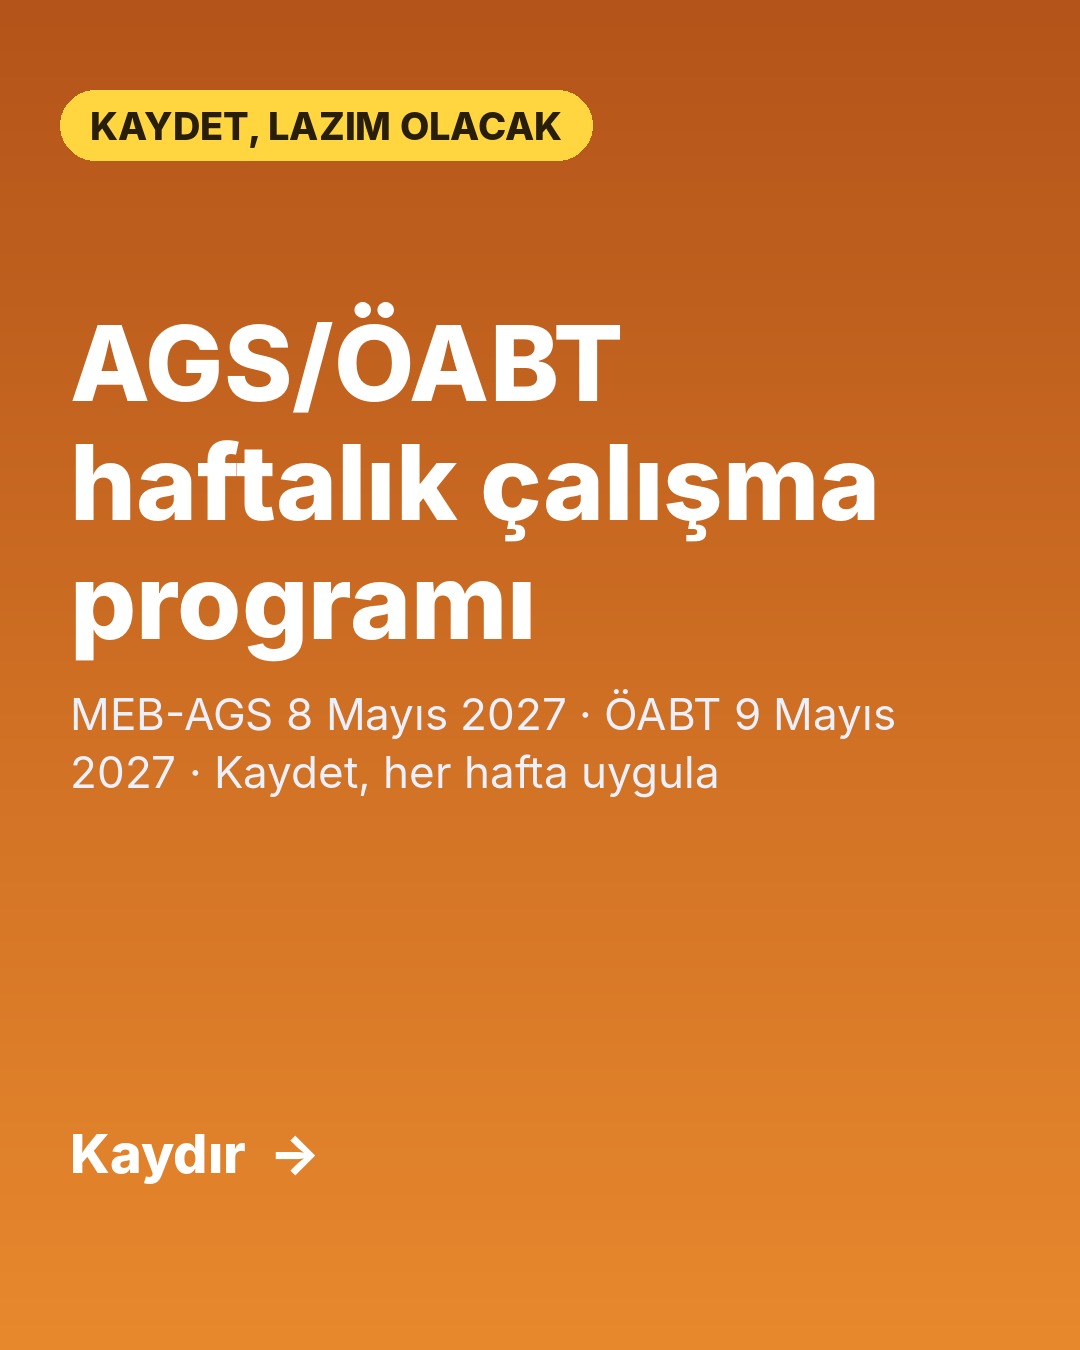 KAYDET, LAZIM OLACAK
AGS/ÖABT
haftalık çalışma
programı
MEB-AGS 8 Mayıs 2027 · ÖABT 9 Mayıs
2027 · Kaydet, her hafta uygula
Kaydır →